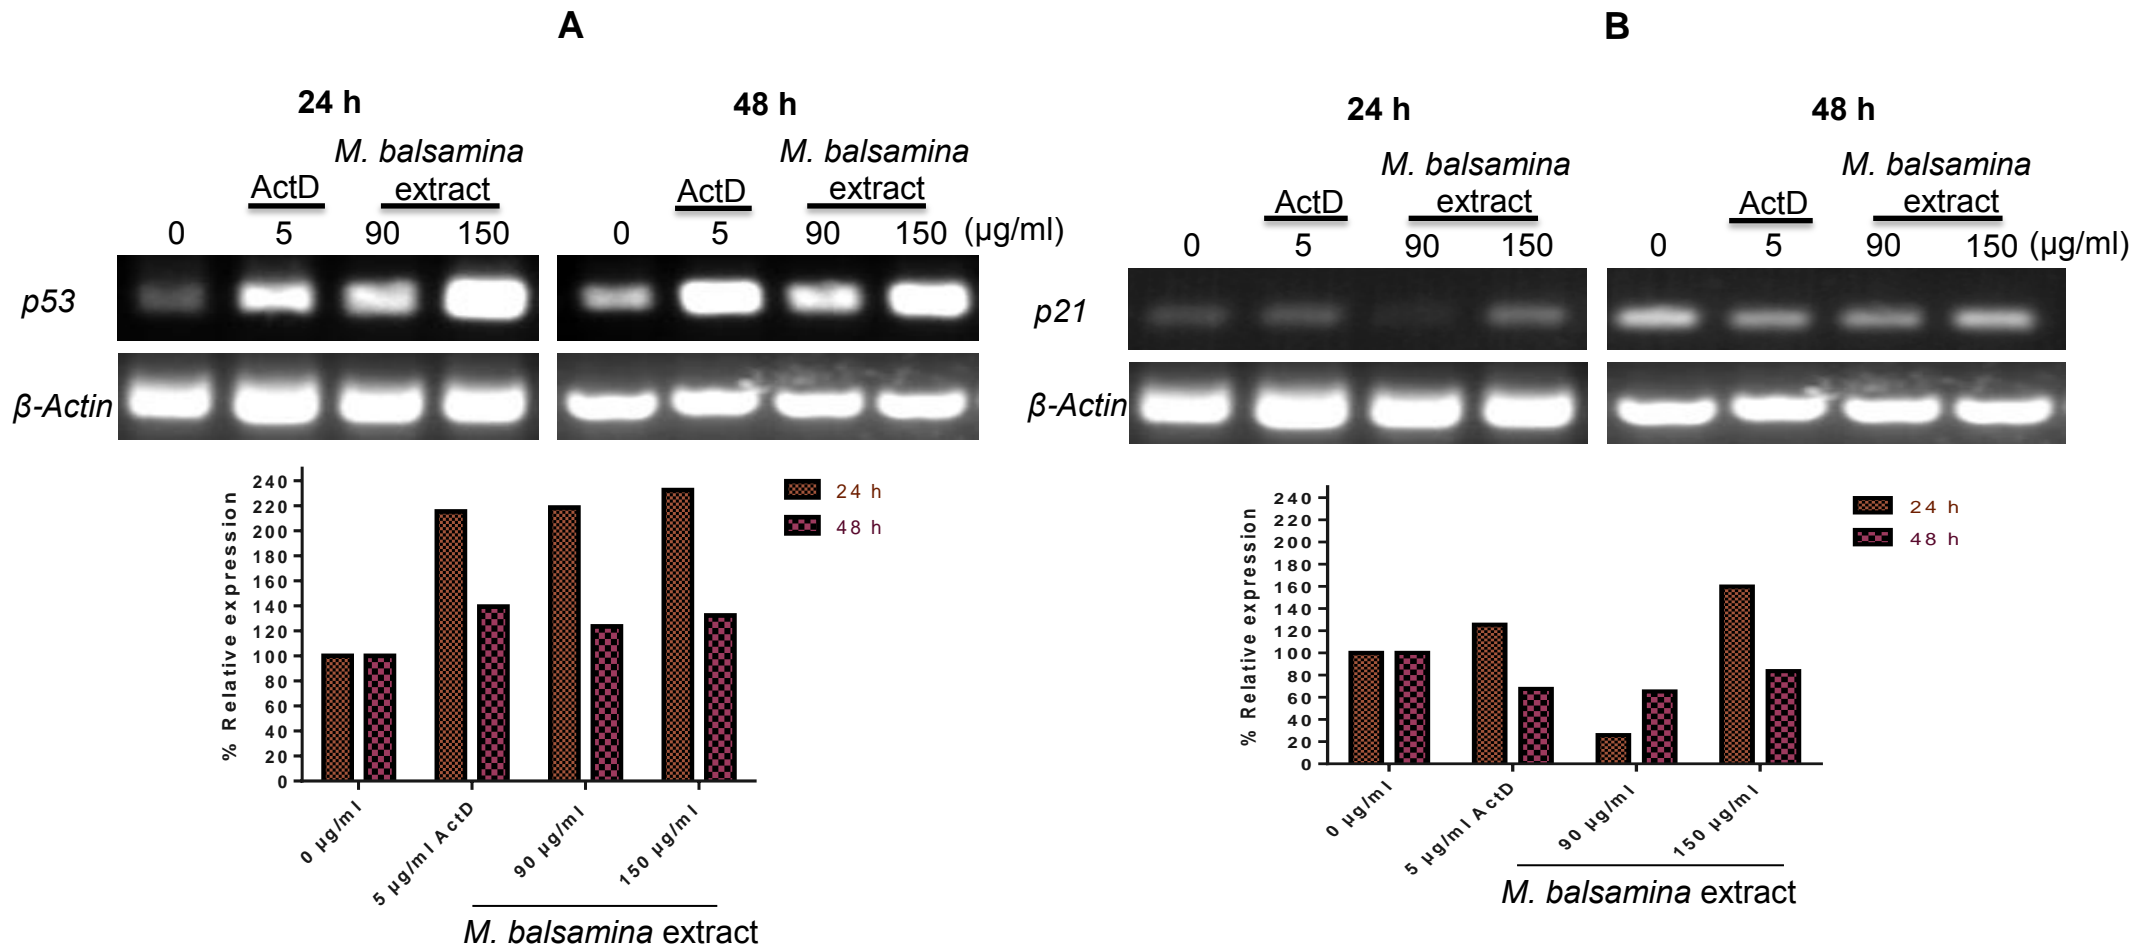 A
24 h
48 h
M. balsamina
extract
ActD
M. balsamina
extract
ActD
0 5 90 150 0 5 90 150 (µg/ml)
p53
β-Actin
240
220
200
180
160
140
120
100
80
60
40
20
0
% Relative expression
24 h
48 h
0 µg/ml
5 µg/ml ActD
90 µg/ml
150 µg/ml
M. balsamina extract
B
24 h
48 h
M. balsamina
extract
ActD
M. balsamina
extract
ActD
0 5 90 150 0 5 90 150 (µg/ml)
p21
β-Actin
240
220
200
180
160
140
120
100
80
60
40
20
0
% Relative expression
24 h
48 h
0 µg/ml
5 µg/ml ActD
90 µg/ml
150 µg/ml
M. balsamina extract